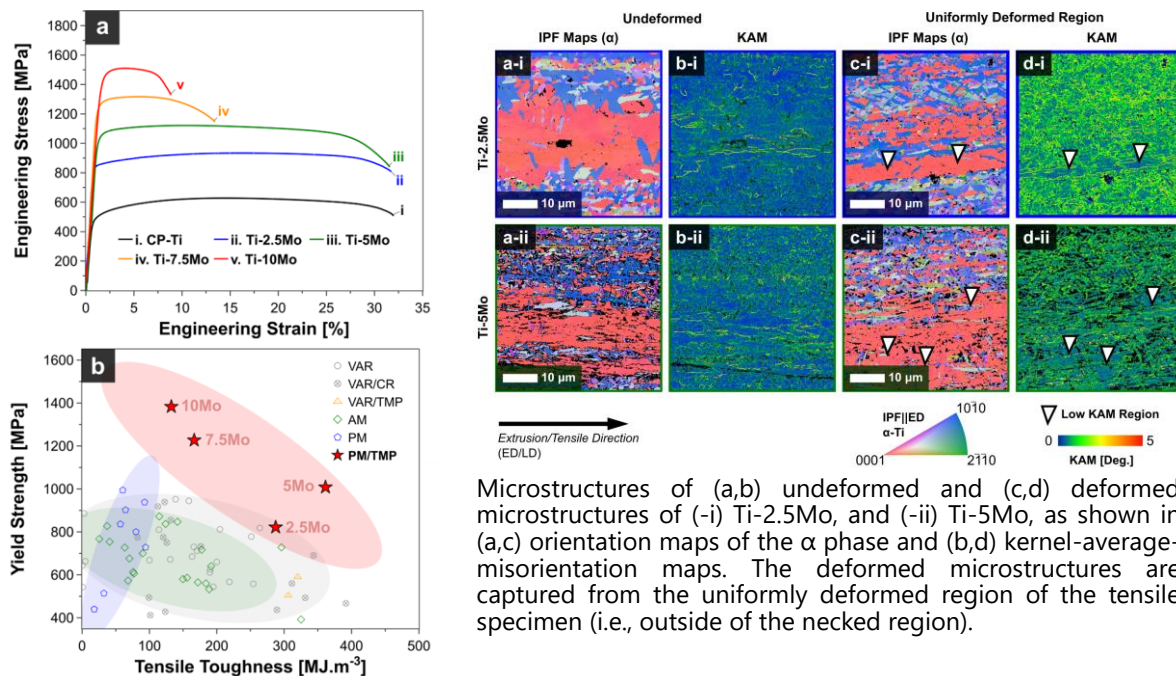 a
Engineering Stress [MPa]
1800
1600
1400
1200
1000
800
600
400
200
0
v
iv
iii
ii
i
i. CP-Ti ii. Ti-2.5Mo iii. Ti-5Mo
iv. Ti-7.5Mo v. Ti-10Mo
0 5 10 15 20 25 30 35
Engineering Strain [%]
b
Yield Strength [MPa]
1600
1400
1200
1000
800
600
400
10Mo
7.5Mo
5Mo
2.5Mo
VAR
VAR/CR
VAR/TMP
AM
PM
PM/TMP
0 100 200 300 400 500
Tensile Toughness [MJ.m⁻³]
Undeformed Uniformly Deformed Region
IPF Maps (α) KAM IPF Maps (α) KAM
Ti-2.5Mo
a-i b-i c-i d-i
10 μm 10 μm
Ti-5Mo
a-ii b-ii c-ii d-ii
10 μm 10 μm
Extrusion/Tensile Direction
(ED/LD)
IPF||ED
α-Ti
101̄0
0001 21̄1̄0
Low KAM Region
0 5
KAM [Deg.]
Microstructures of (a,b) undeformed and (c,d) deformed
microstructures of (-i) Ti-2.5Mo, and (-ii) Ti-5Mo, as shown in
(a,c) orientation maps of the α phase and (b,d) kernel-average-
misorientation maps. The deformed microstructures are
captured from the uniformly deformed region of the tensile
specimen (i.e., outside of the necked region).